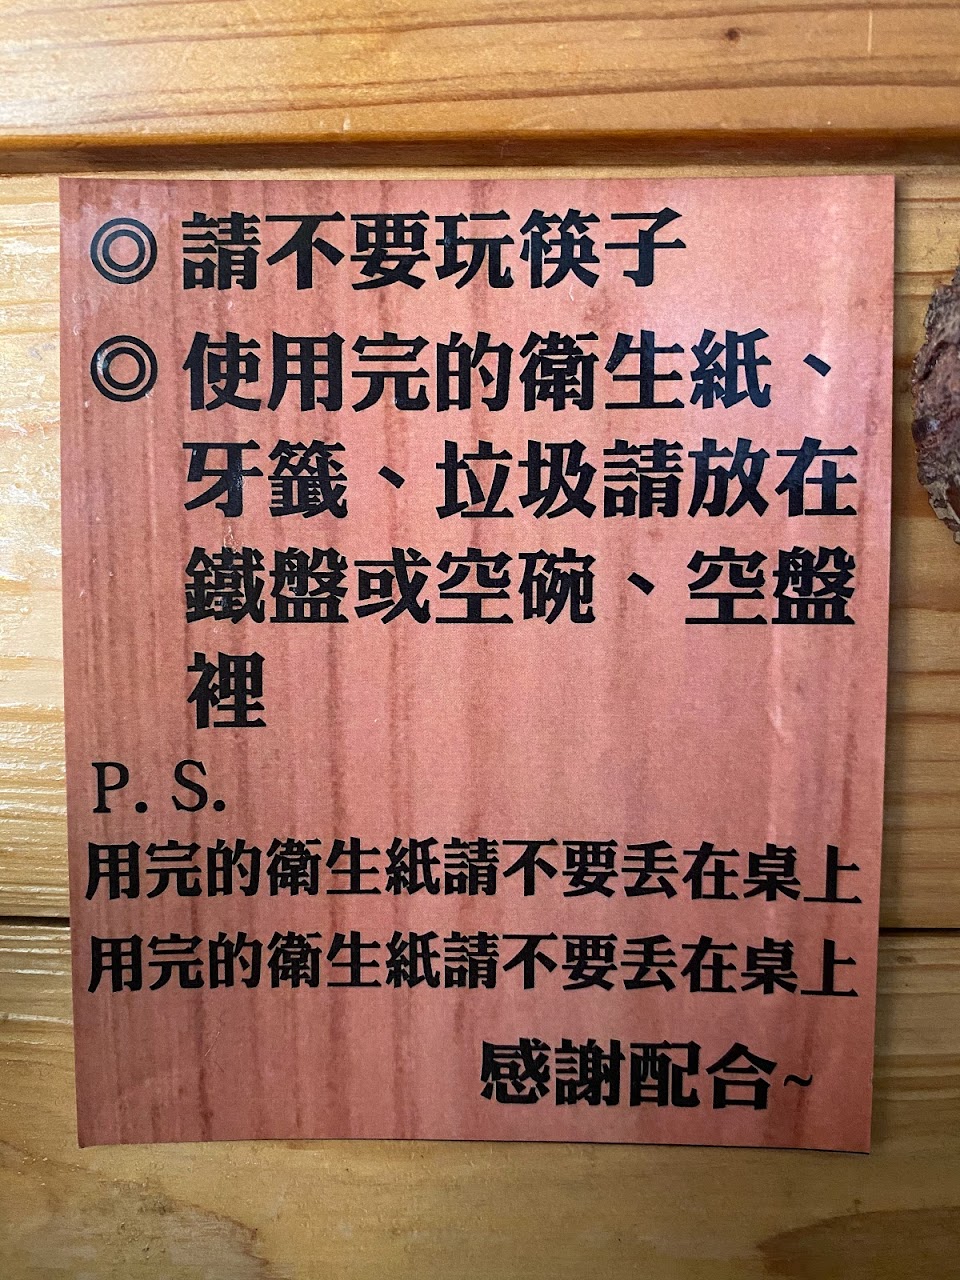 ◎請不要玩筷子
◎使用完的衛生紙、
牙籤、垃圾請放在
鐵盤或空碗、空盤
裡
P.S.
用完的衛生紙請不要丟在桌上
用完的衛生紙請不要丟在桌上
感謝配合~